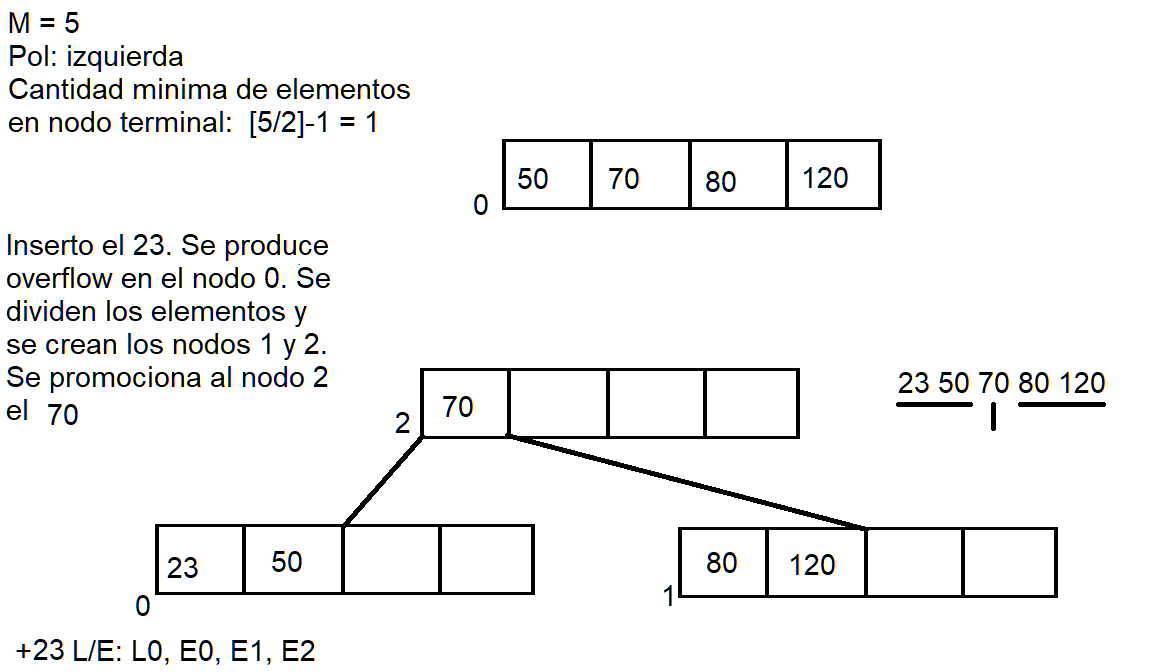 M = 5
Pol: izquierda
Cantidad minima de elementos
en nodo terminal:  [5/2]-1 = 1
50 70 80 120
0
Inserto el 23. Se produce
overflow en el nodo 0. Se
dividen los elementos y
se crean los nodos 1 y 2.
Se promociona al nodo 2
el 70
23 50 70 80 120
70
2
23 50
0
80 120
1
+23 L/E: L0, E0, E1, E2